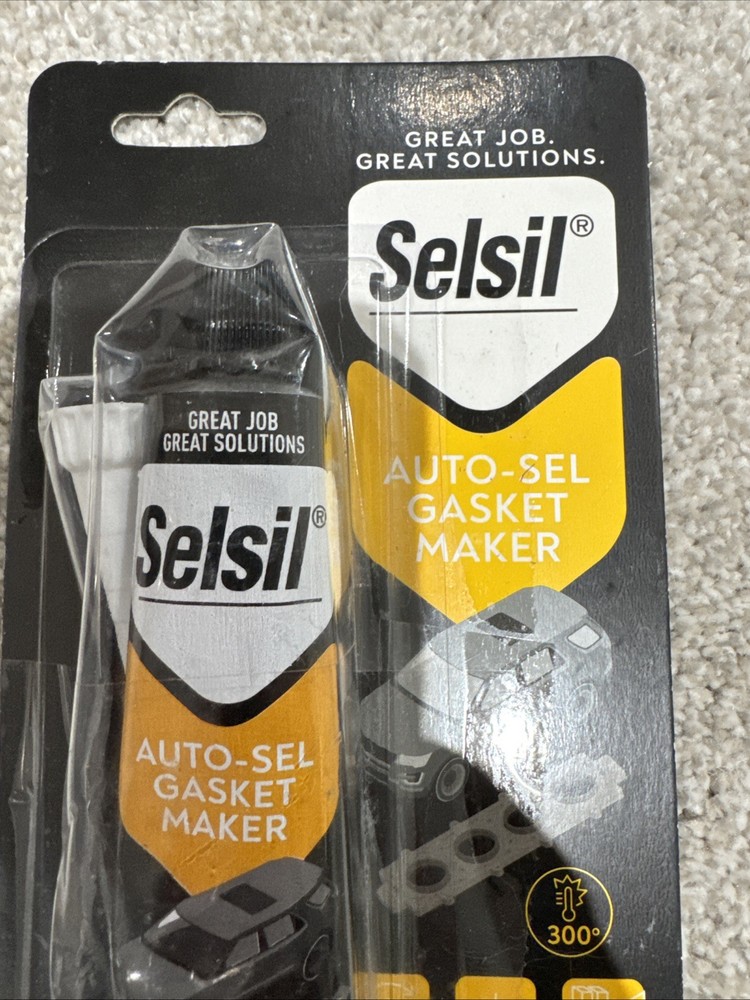 GREAT JOB.
GREAT SOLUTIONS.
Selsil®
AUTO-SEL
GASKET
MAKER
300°
GREAT JOB
GREAT SOLUTIONS
Selsil®
AUTO-SEL
GASKET
MAKER